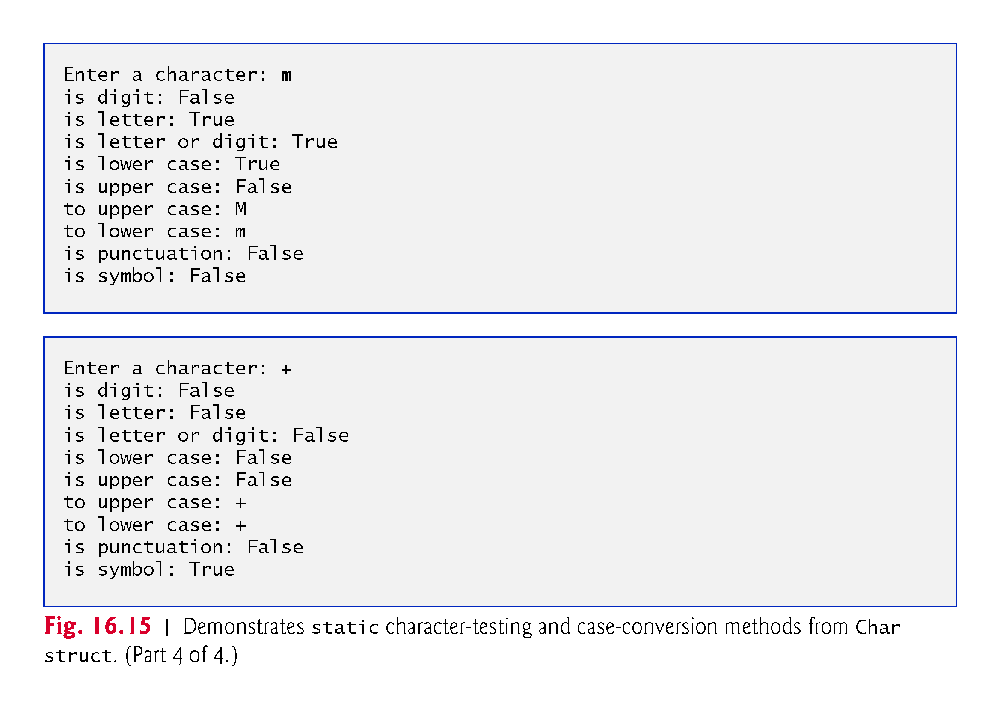 Enter a character: m
is digit: False
is letter: True
is letter or digit: True
is lower case: True
is upper case: False
to upper case: M
to lower case: m
is punctuation: False
is symbol: False
Enter a character: +
is digit: False
is letter: False
is letter or digit: False
is lower case: False
is upper case: False
to upper case: +
to lower case: +
is punctuation: False
is symbol: True
Fig. 16.15 | Demonstrates static character-testing and case-conversion methods from Char
struct. (Part 4 of 4.)